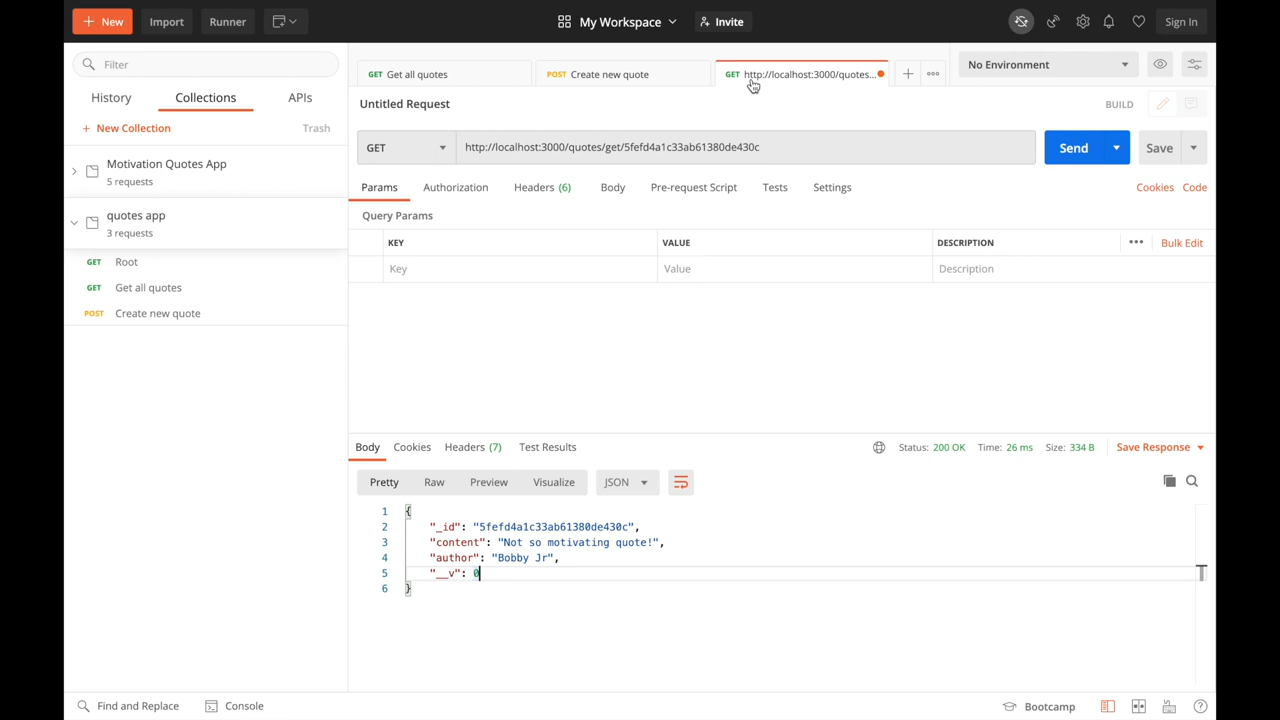 New Import Runner My Workspace Invite Sign In
Filter
History Collections APIs
+ New Collection Trash
Motivation Quotes App
5 requests
quotes app
3 requests
GET Root
GET Get all quotes
POST Create new quote
GET Get all quotes POST Create new quote GET http://localhost:3000/quotes... No Environment
Untitled Request BUILD
GET http://localhost:3000/quotes/get/5fefd4a1c33ab61380de430c Send Save
Params Authorization Headers (6) Body Pre-request Script Tests Settings Cookies Code
Query Params
KEY VALUE DESCRIPTION ••• Bulk Edit
Key Value Description
Body Cookies Headers (7) Test Results Status: 200 OK Time: 26 ms Size: 334 B Save Response
Pretty Raw Preview Visualize JSON
1 {
2 "_id": "5fefd4a1c33ab61380de430c",
3 "content": "Not so motivating quote!",
4 "author": "Bobby Jr",
5 "__v": 0
6 }
Find and Replace Console Bootcamp